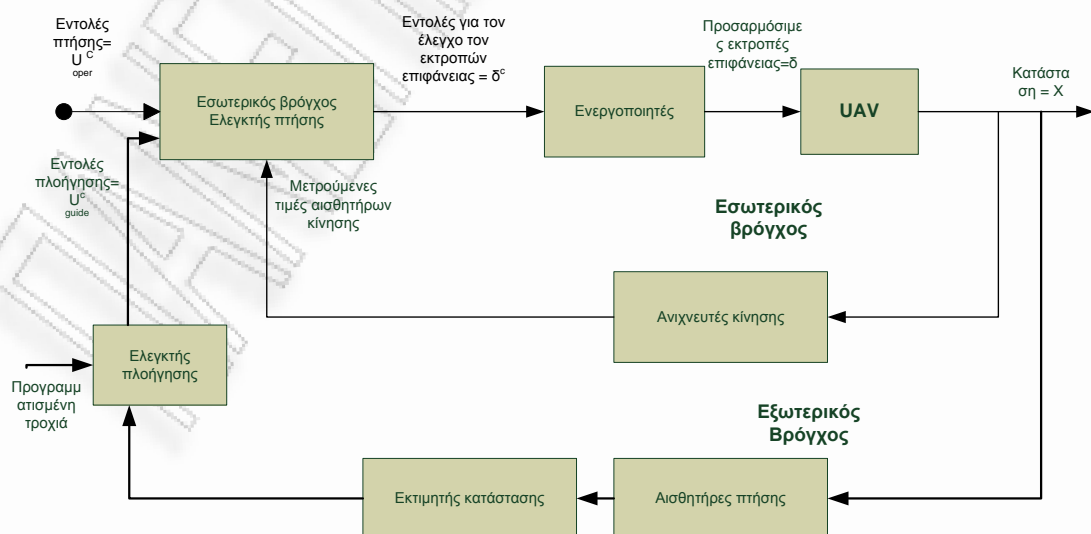 Εντολές
πτήσης=
U C
oper
Εντολές για τον
έλεγχο τον
εκτροπών
επιφάνειας = δᶜ
Προσαρμόσιμε
ς εκτροπές
επιφάνειας=δ
Κατάστα
ση = X
Εσωτερικός βρόγχος
Ελεγκτής πτήσης
Ενεργοποιητές
UAV
Εντολές
πλοήγησης=
Uᶜ
guide
Μετρούμενες
τιμές αισθητήρων
κίνησης
Εσωτερικός
βρόγχος
Ανιχνευτές κίνησης
Ελεγκτής
πλοήγησης
Προγραμμ
ατισμένη
τροχιά
Εξωτερικός
Βρόγχος
Εκτιμητής κατάστασης
Αισθητήρες πτήσης